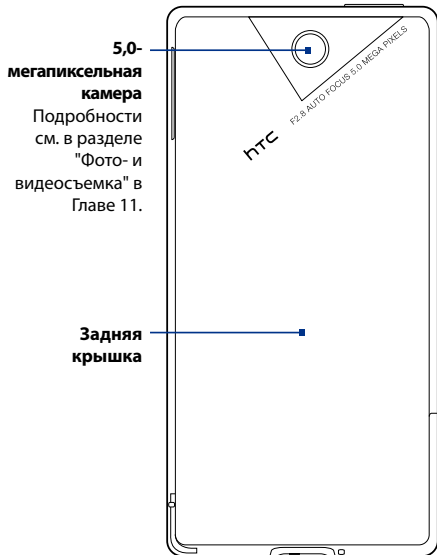 5,0-
мегапиксельная
камера
Подробности
см. в разделе
"Фото- и
видеосъемка" в
Главе 11.
F2.8 AUTO FOCUS 5.0 MEGA PIXELS
hTC
Задняя
крышка